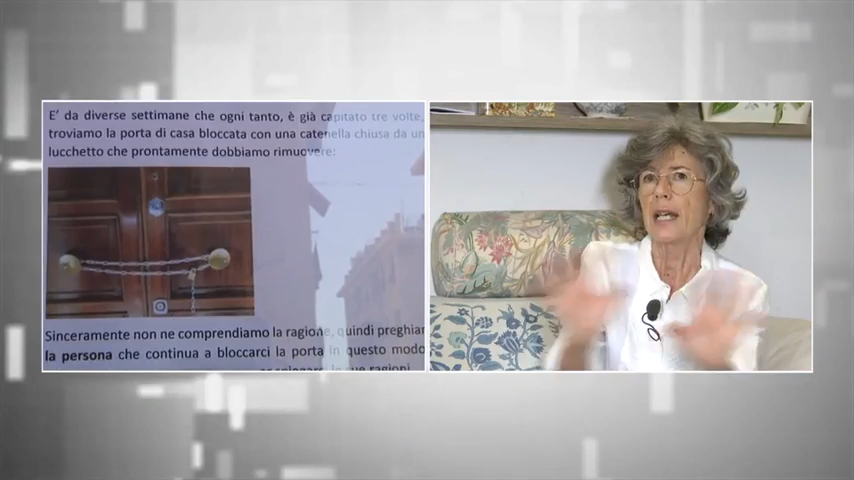 E' da diverse settimane che ogni tanto, è già capitato tre volte,
troviamo la porta di casa bloccata con una catenella chiusa da un
lucchetto che prontamente dobbiamo rimuovere:
Sinceramente non ne comprendiamo la ragione, quindi preghiam
la persona che continua a bloccarci la porta in questo modo
sue ragioni